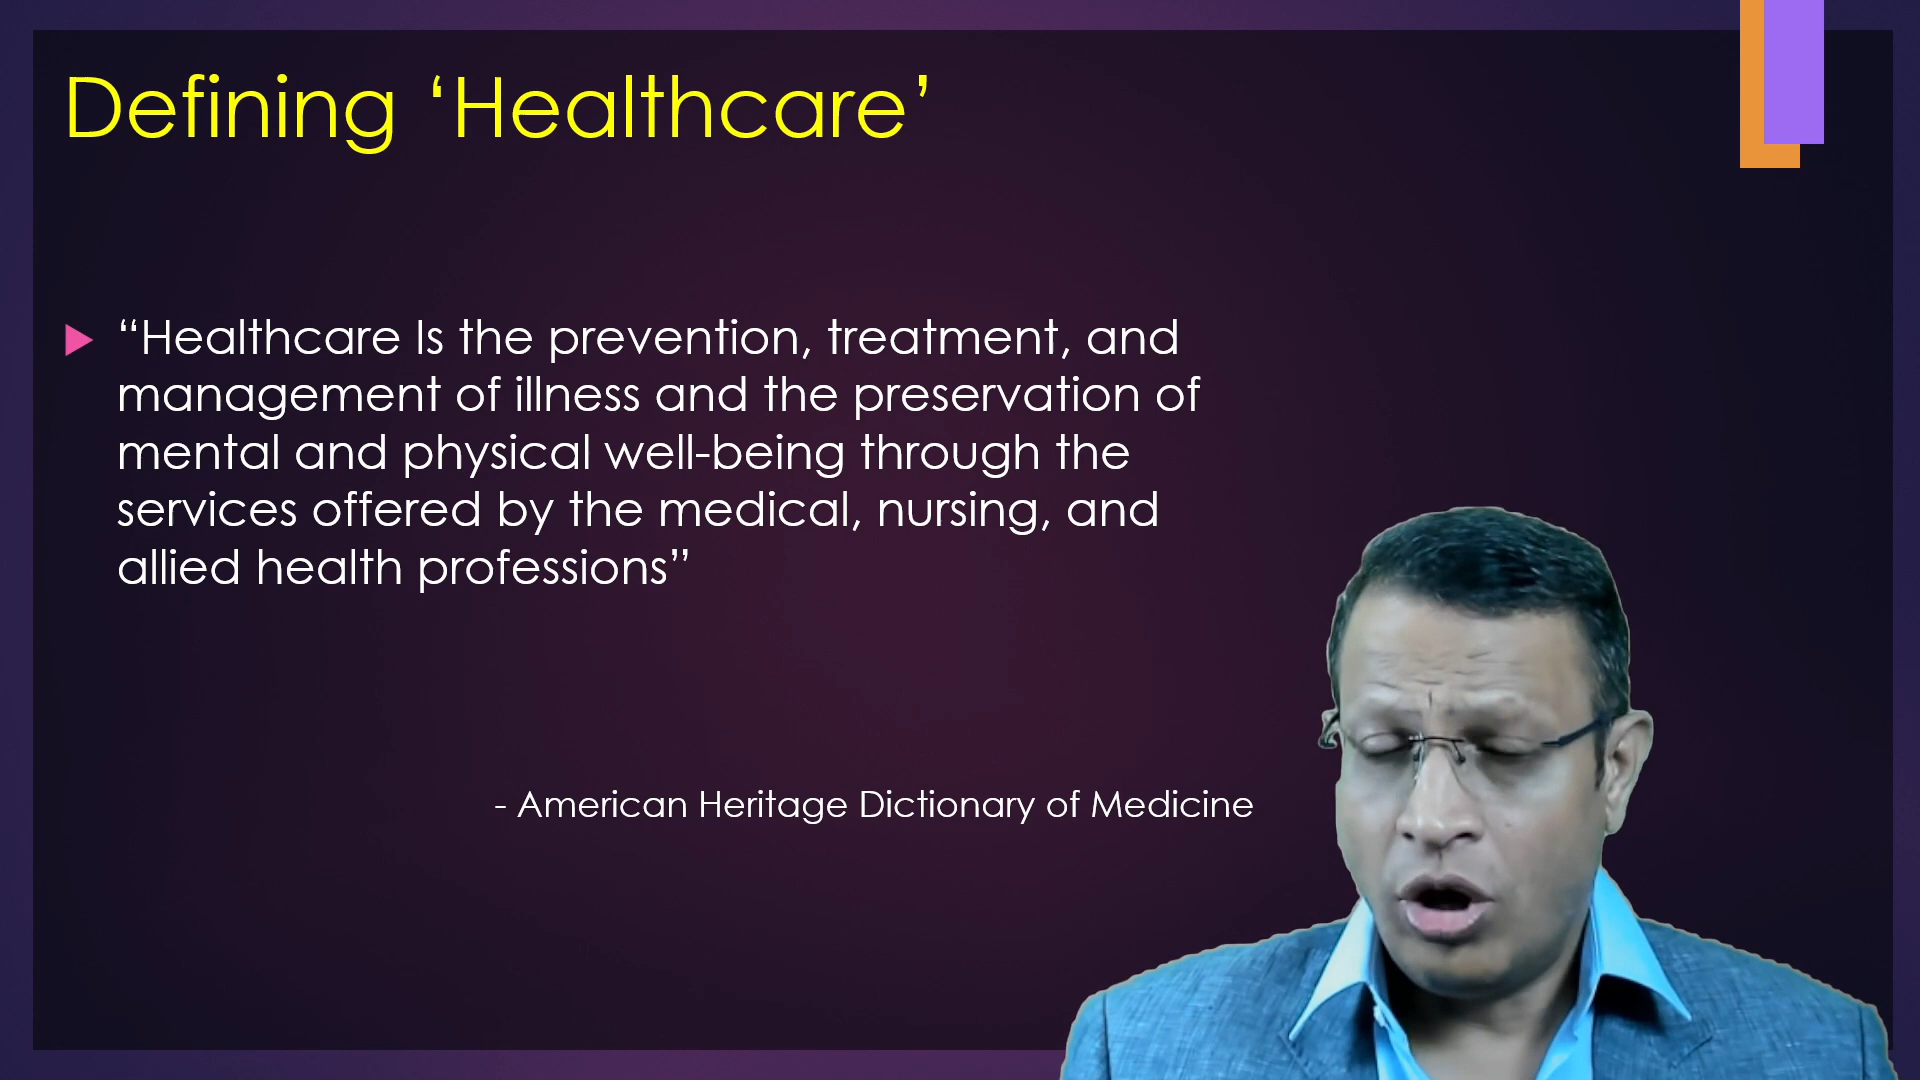 Defining ‘Healthcare’
“Healthcare Is the prevention, treatment, and
management of illness and the preservation of
mental and physical well-being through the
services offered by the medical, nursing, and
allied health professions”
- American Heritage Dictionary of Medicine